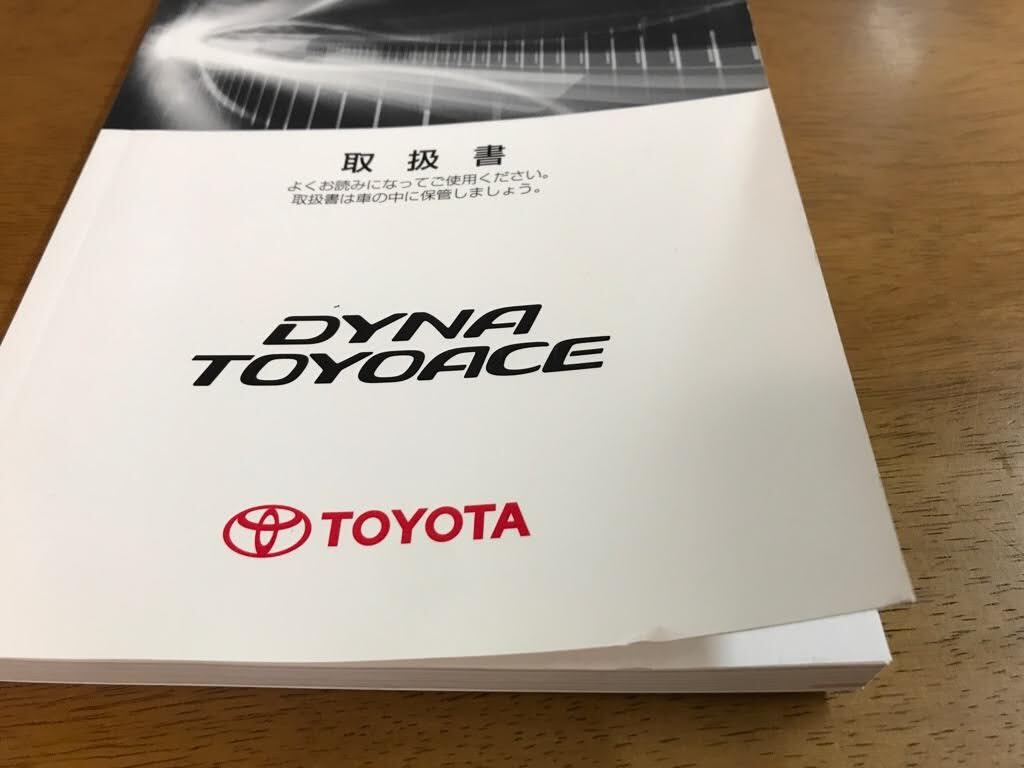 取扱書
よくお読みになってご使用ください。
取扱書は車の中に保管しましょう。
DYNA
TOYOACE
TOYOTA